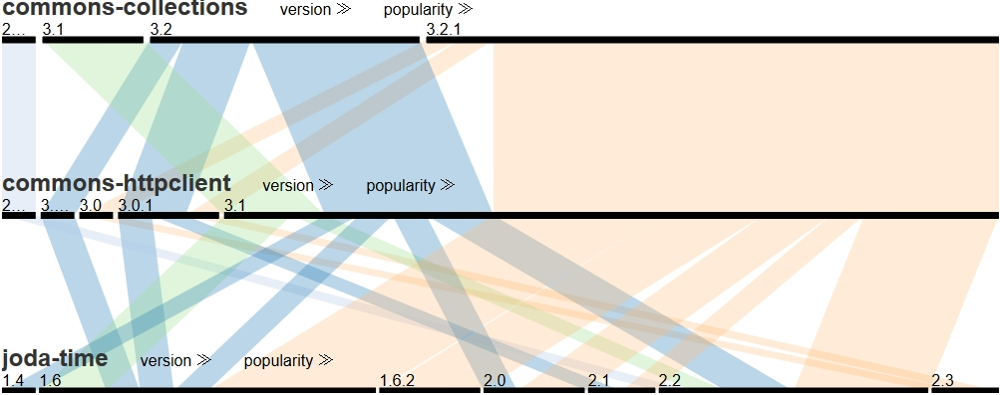 commons-collections version ≫ popularity ≫
2... 3.1 3.2 3.2.1
commons-httpclient version ≫ popularity ≫
2... 3.... 3.0 3.0.1 3.1
joda-time version ≫ popularity ≫
1.4 1.6 1.6.2 2.0 2.1 2.2 2.3